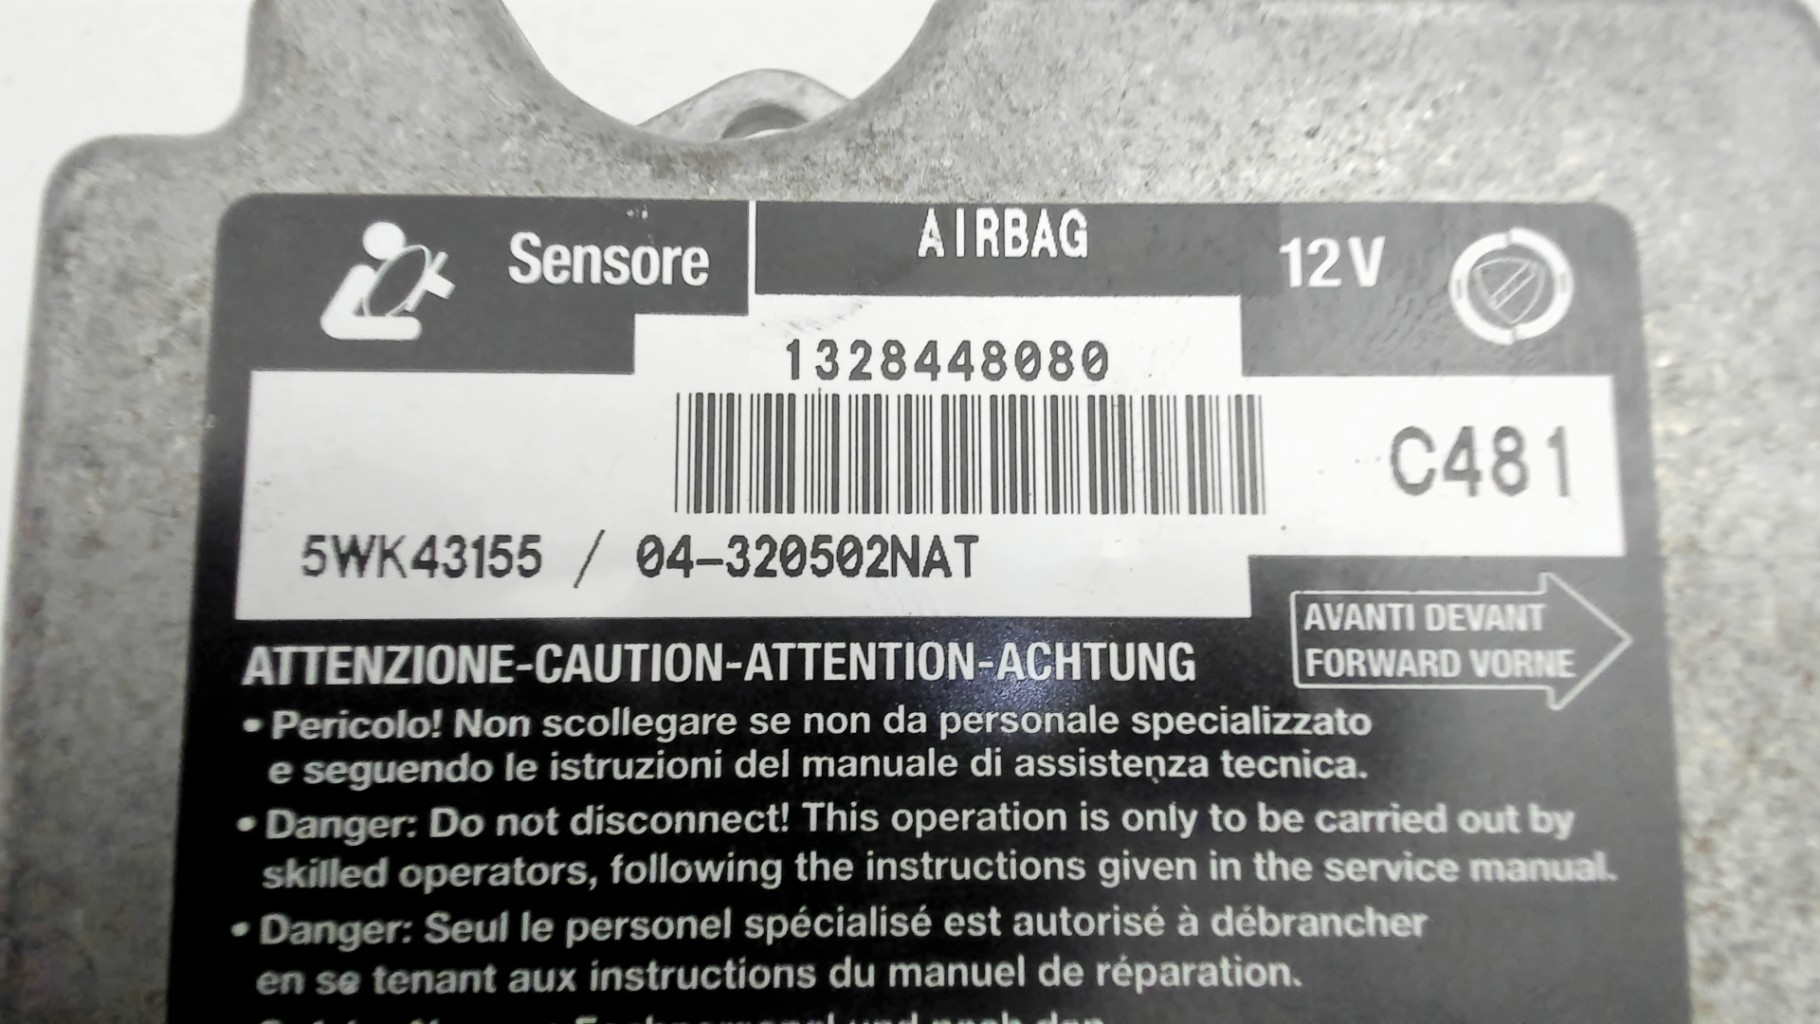 Sensore
AIRBAG
12V
1328448080
C481
5WK43155 / 04-320502NAT
AVANTI DEVANT
FORWARD VORNE
ATTENZIONE-CAUTION-ATTENTION-ACHTUNG
• Pericolo! Non scollegare se non da personale specializzato
e seguendo le istruzioni del manuale di assistenza tecnica.
• Danger: Do not disconnect! This operation is only to be carried out by
skilled operators, following the instructions given in the service manual.
• Danger: Seul le personel spécialisé est autorisé à débrancher
en se tenant aux instructions du manuel de réparation.